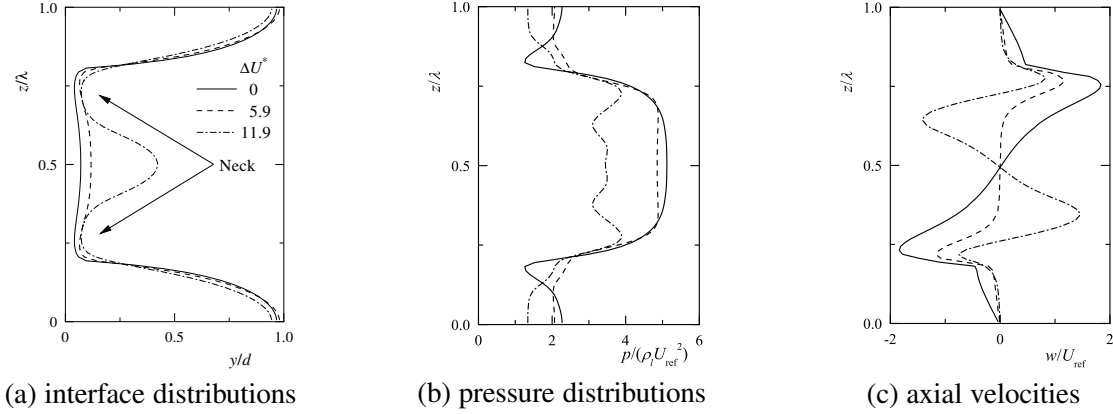 1.0
z/λ
0.5
0.0
0
0.5
1.0
y/d
ΔU*
0
5.9
11.9
Neck
(a) interface distributions
1.0
z/λ
0.5
0.0
0
2
4
6
p/(ρlUref2)
(b) pressure distributions
1.0
z/λ
0.5
0.0
-2
0
2
w/Uref
(c) axial velocities